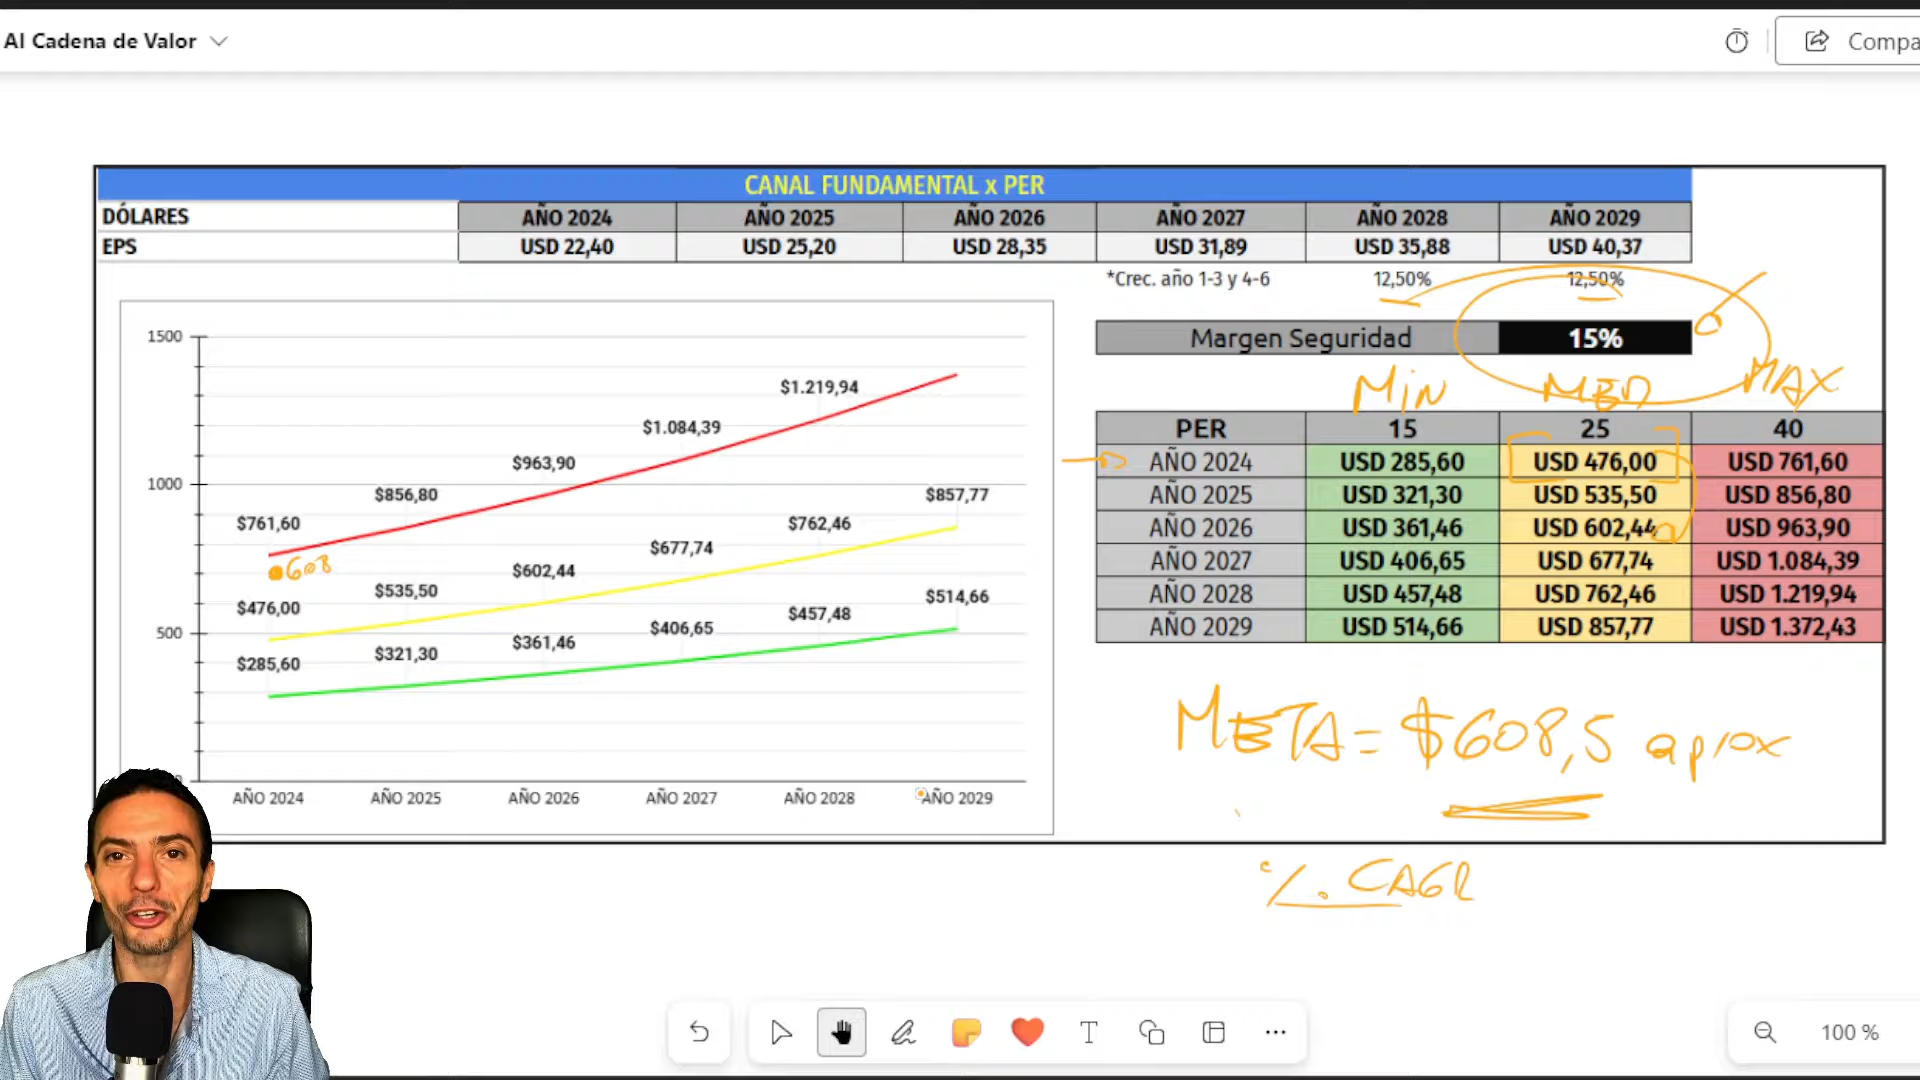 AI Cadena de Valor
CANAL FUNDAMENTAL x PER
DÓLARES AÑO 2024 AÑO 2025 AÑO 2026 AÑO 2027 AÑO 2028 AÑO 2029
EPS USD 22,40 USD 25,20 USD 28,35 USD 31,89 USD 35,88 USD 40,37
*Crec. año 1-3 y 4-6 12,50% 12,50%
Margen Seguridad 15%
MiN MED MAX
PER 15 25 40
AÑO 2024 USD 285,60 USD 476,00 USD 761,60
AÑO 2025 USD 321,30 USD 535,50 USD 856,80
AÑO 2026 USD 361,46 USD 602,44 USD 963,90
AÑO 2027 USD 406,65 USD 677,74 USD 1.084,39
AÑO 2028 USD 457,48 USD 762,46 USD 1.219,94
AÑO 2029 USD 514,66 USD 857,77 USD 1.372,43
1500
1000
500
$761,60 $856,80 $963,90 $1.084,39 $1.219,94
608
$476,00 $535,50 $602,44 $677,74 $762,46 $857,77
$285,60 $321,30 $361,46 $406,65 $457,48 $514,66
AÑO 2024 AÑO 2025 AÑO 2026 AÑO 2027 AÑO 2028 AÑO 2029
META = $608,5 aprox
%. CAGR
100 %